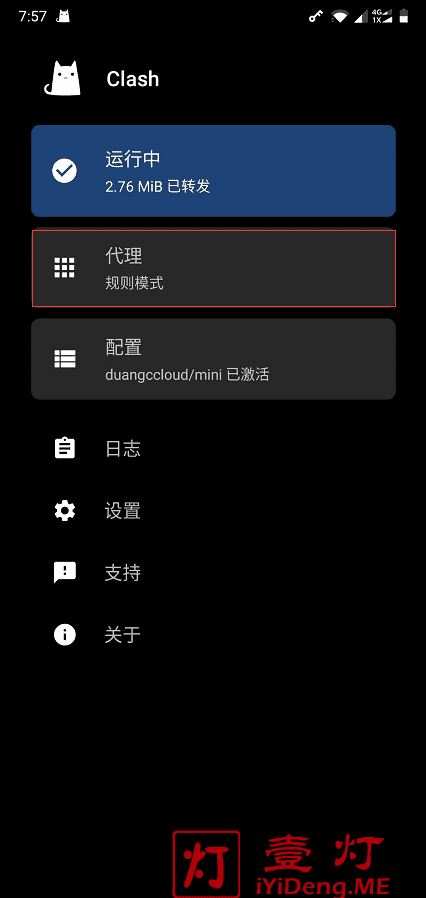 7:57
4G
1X
Clash
运行中
2.76 MiB 已转发
代理
规则模式
配置
duangccloud/mini 已激活
日志
设置
支持
关于
灯 壹灯
iYiDeng.ME